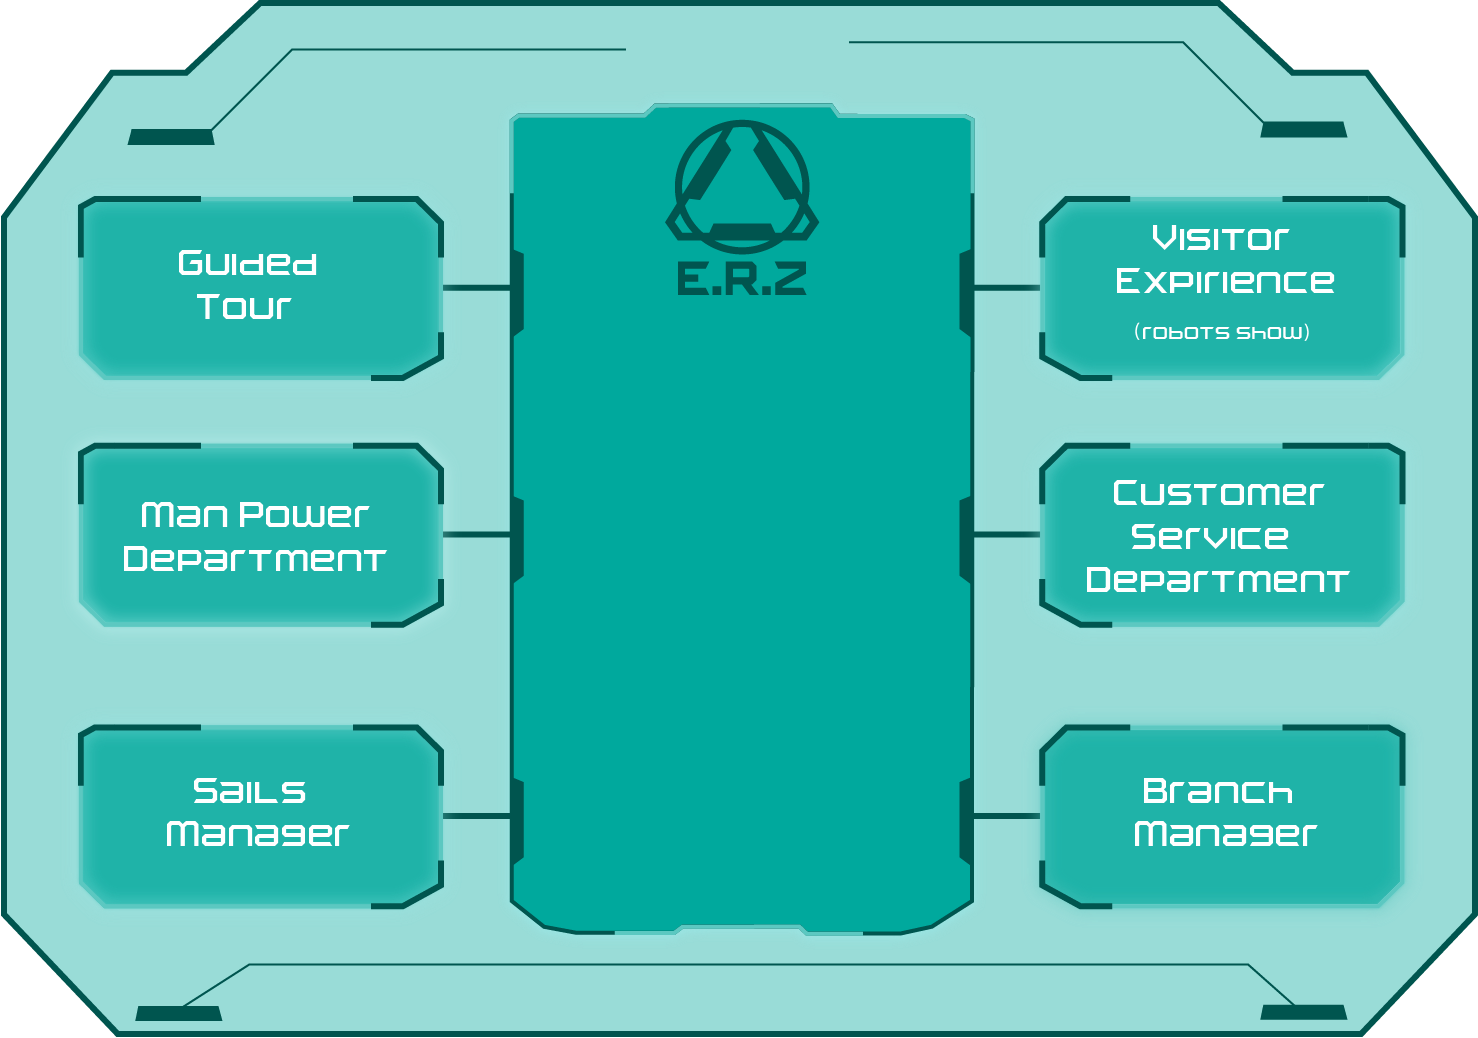 E.R.Z
Guided
Tour
Visitor
Expirience
(robots show)
Man Power
Department
Customer
Service
Department
Sails
Manager
Branch
Manager